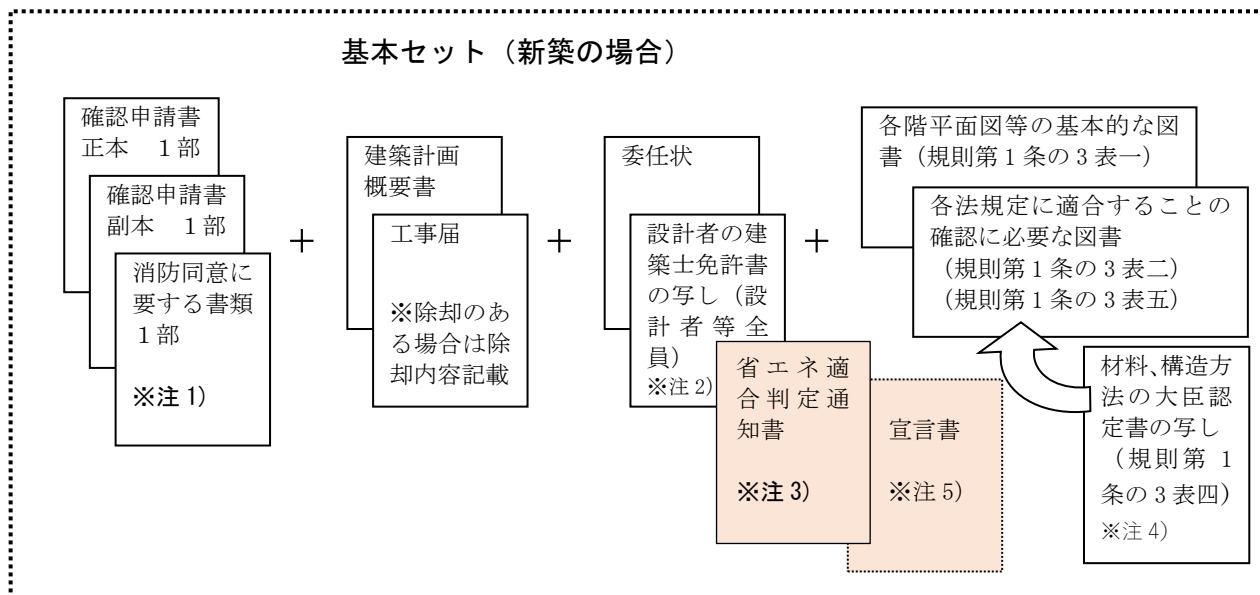 基本セット（新築の場合）
確認申請書
正本　1部
確認申請書
副本　1部
消防同意に
要する書類
1部
※注1)
＋
建築計画
概要書
工事届
※除却のあ
る場合は除
却内容記載
＋
委任状
設計者の建
築士免許書
の写し（設
計者等全
員）
※注2)
省エネ適
合判定通
知書
※注3)
宣言書
※注5)
＋
各階平面図等の基本的な図
書（規則第1条の3表一）
各法規定に適合することの
確認に必要な図書
（規則第1条の3表二）
（規則第1条の3表五）
材料、構造方
法の大臣認
定書の写し
（規則第 1
条の3表四）
※注4)